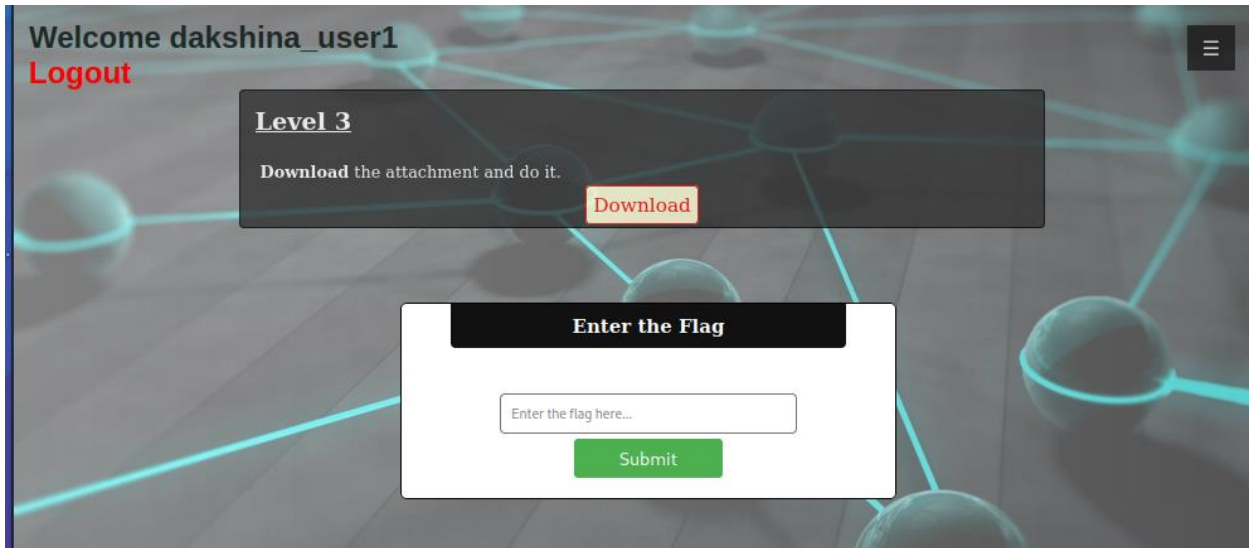 Welcome dakshina_user1
Logout
☰
Level 3
Download the attachment and do it.
Download
Enter the Flag
Enter the flag here...
Submit